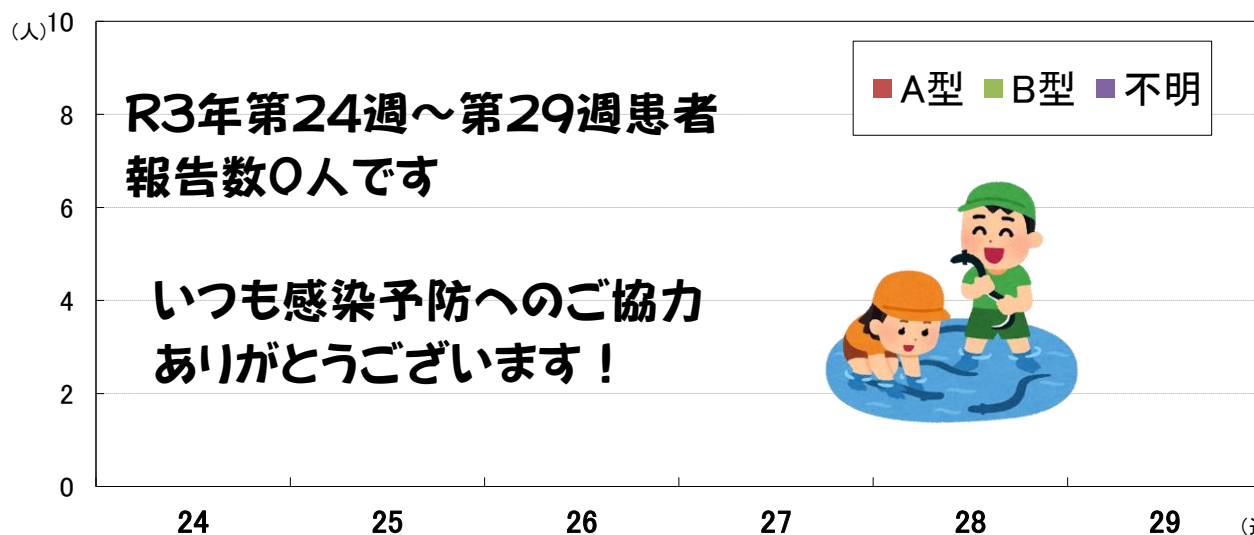 (人)
10
8
6
4
2
0
A型 B型 不明
R3年第24週～第29週患者
報告数0人です
いつも感染予防へのご協力
ありがとうございます！
24 25 26 27 28 29